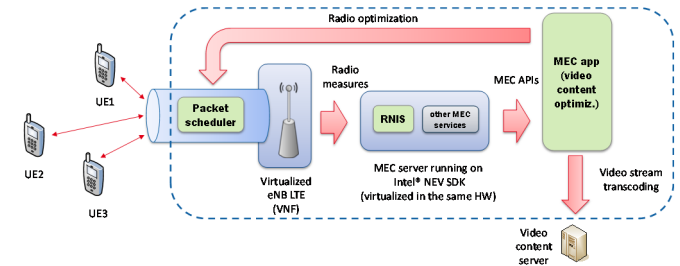 Radio optimization
MEC app
(video
content
optimiz.)
Radio
measures
MEC APIs
UE1
Packet
scheduler
RNIS
other MEC
services
UE2
UE3
Virtualized
eNB LTE
(VNF)
MEC server running on
Intel® NEV SDK
(virtualized in the same HW)
Video stream
transcoding
Video
content
server